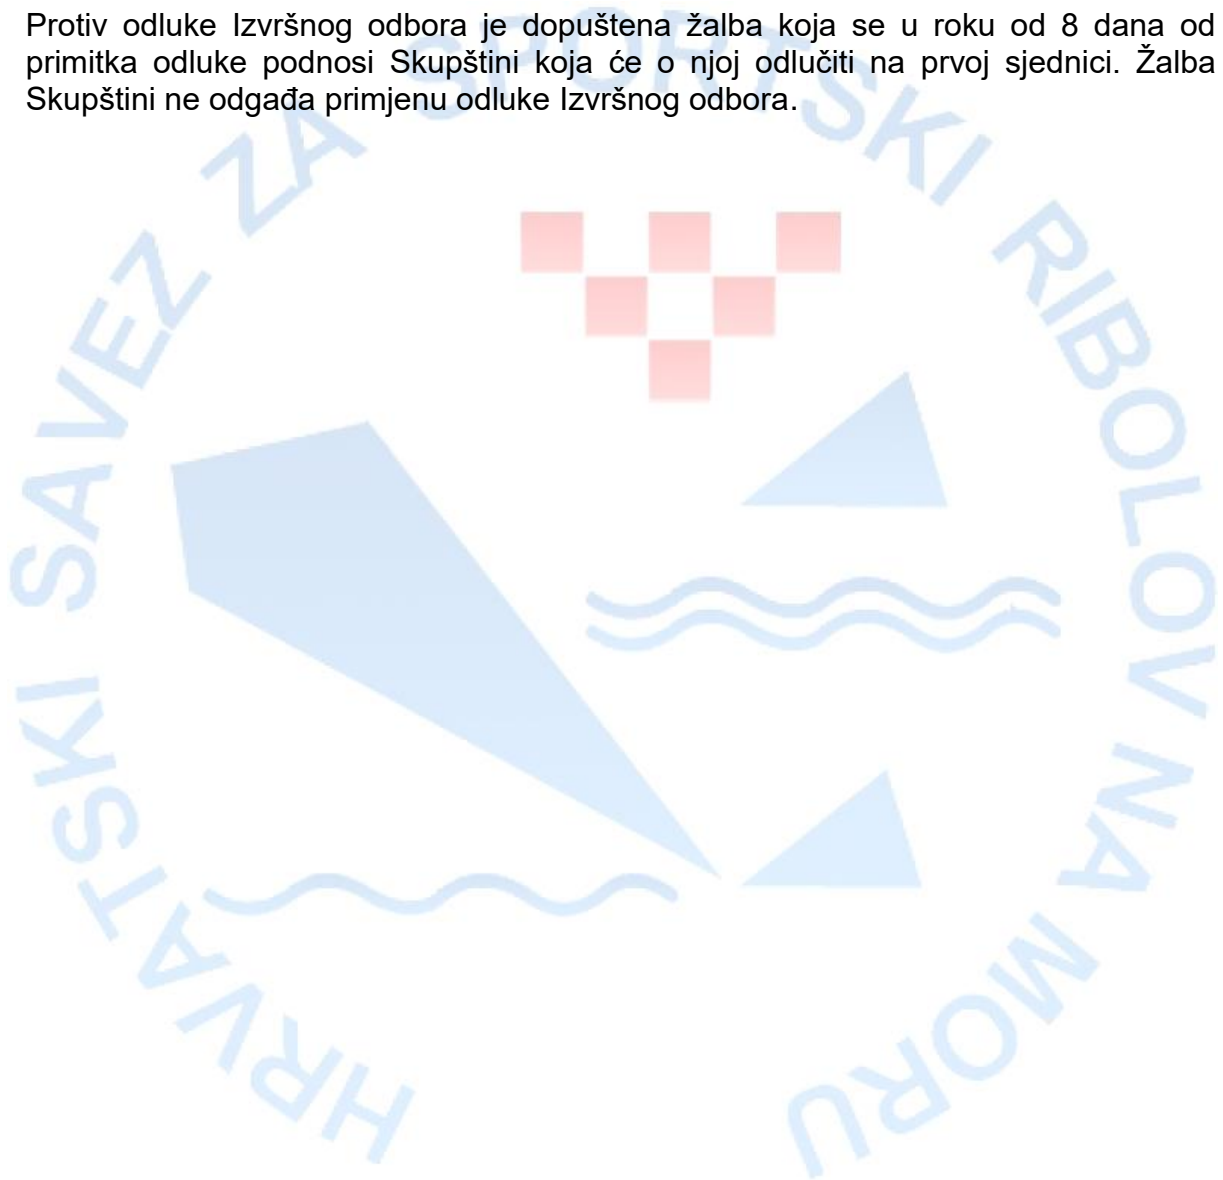 Protiv odluke Izvršnog odbora je dopuštena žalba koja se u roku od 8 dana od
primitka odluke podnosi Skupštini koja će o njoj odlučiti na prvoj sjednici. Žalba
Skupštini ne odgađa primjenu odluke Izvršnog odbora.
HRVATSKI SAVEZ ZA SPORTSKI RIBOLOV NA MORU